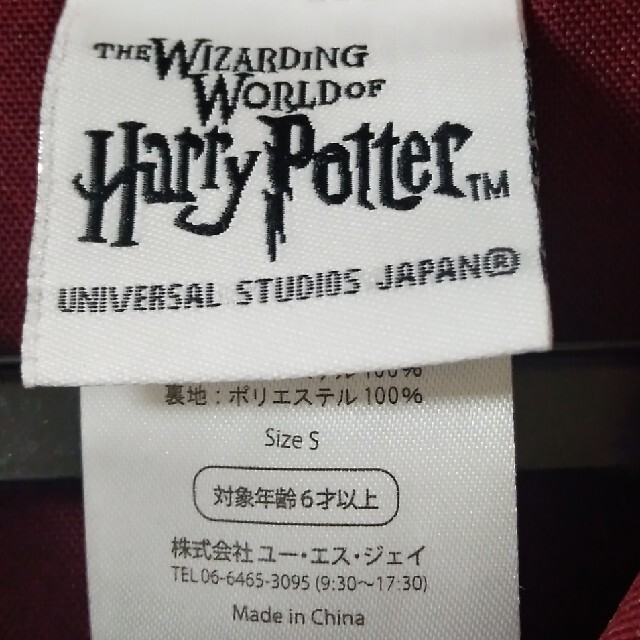 THE WIZARDING
WORLD OF
Harry Potter TM
UNIVERSAL STUDIOS JAPAN®
ル 100%
裏地：ポリエステル 100%
Size S
対象年齢6才以上
株式会社 ユー・エス・ジェイ
TEL 06-6465-3095 (9:30〜17:30)
Made in China